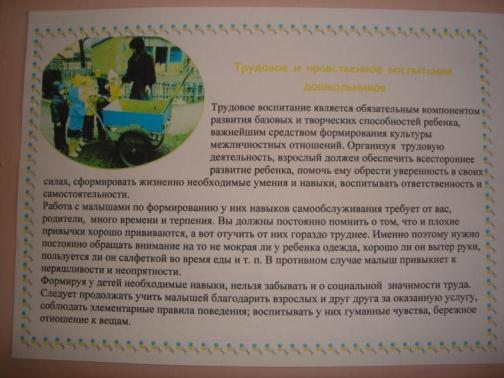 Трудовое и нравственное воспитание
дошкольников
Трудовое воспитание является обязательным компонентом
развития базовых и творческих способностей ребенка,
важнейшим средством формирования культуры
межличностных отношений. Организуя трудовую
деятельность, взрослый должен обеспечить всестороннее
развитие ребенка, помочь ему обрести уверенность в своих
силах, сформировать жизненно необходимые умения и навыки, воспитывать ответственность и
самостоятельность.
Работа с малышами по формированию у них навыков самообслуживания требует от вас,
родители, много времени и терпения. Вы должны постоянно помнить о том, что и плохие
привычки хорошо прививаются, а вот отучить от них гораздо труднее. Именно поэтому нужно
постоянно обращать внимание на то не мокрая ли у ребенка одежда, хорошо ли он вытер руки,
пользуется ли он салфеткой во время еды и т. п. В противном случае малыш привыкнет к
неряшливости и неопрятности.
Формируя у детей необходимые навыки, нельзя забывать и о социальной значимости труда.
Следует продолжать учить малышей благодарить взрослых и друг друга за оказанную услугу,
соблюдать элементарные правила поведения; воспитывать у них гуманные чувства, бережное
отношение к вещам.